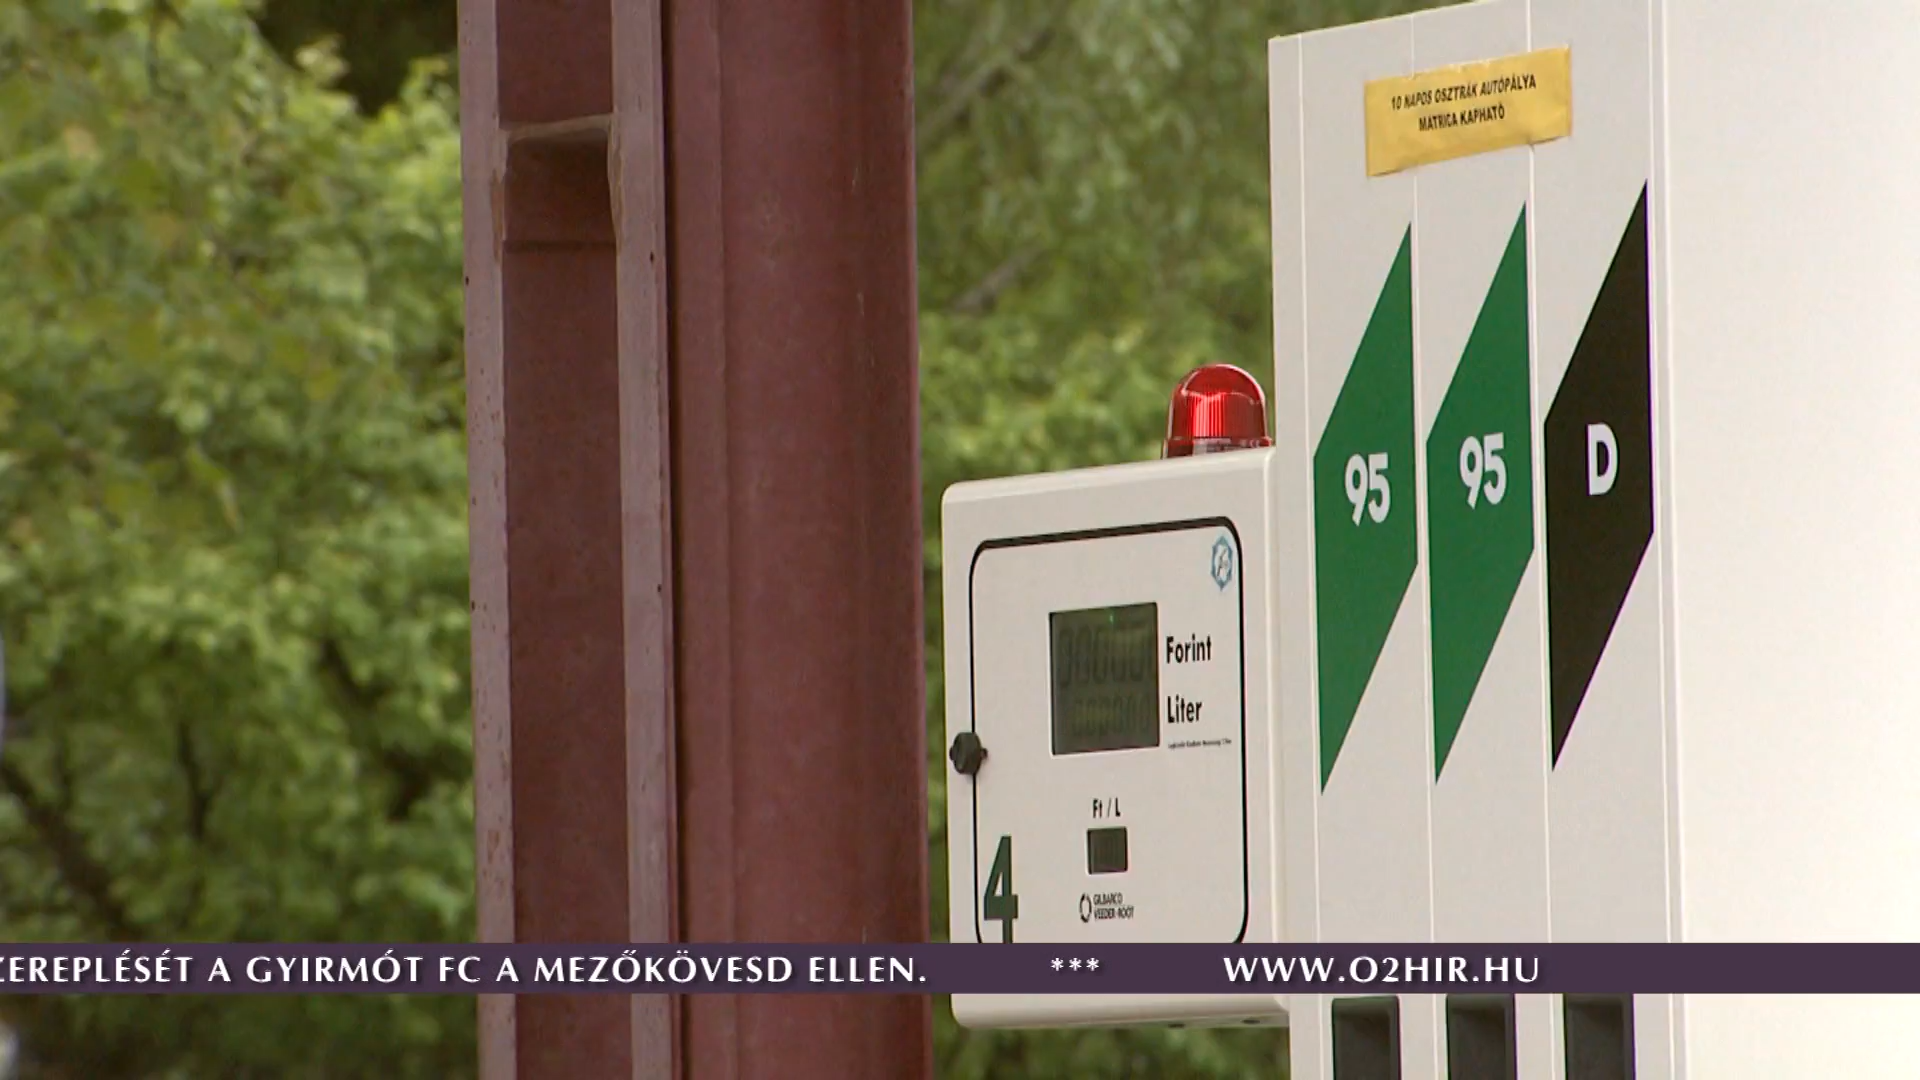 10 NAPOS OSZTRÁK AUTÓPÁLYA
MATRICA KAPHATÓ
95
95
D
Forint
Liter
Ft / L
4
GILBARCO
VEEDER-ROOT
ZEREPLÉSÉT A GYIRMÓT FC A MEZŐKÖVESD ELLEN. *** WWW.O2HIR.HU